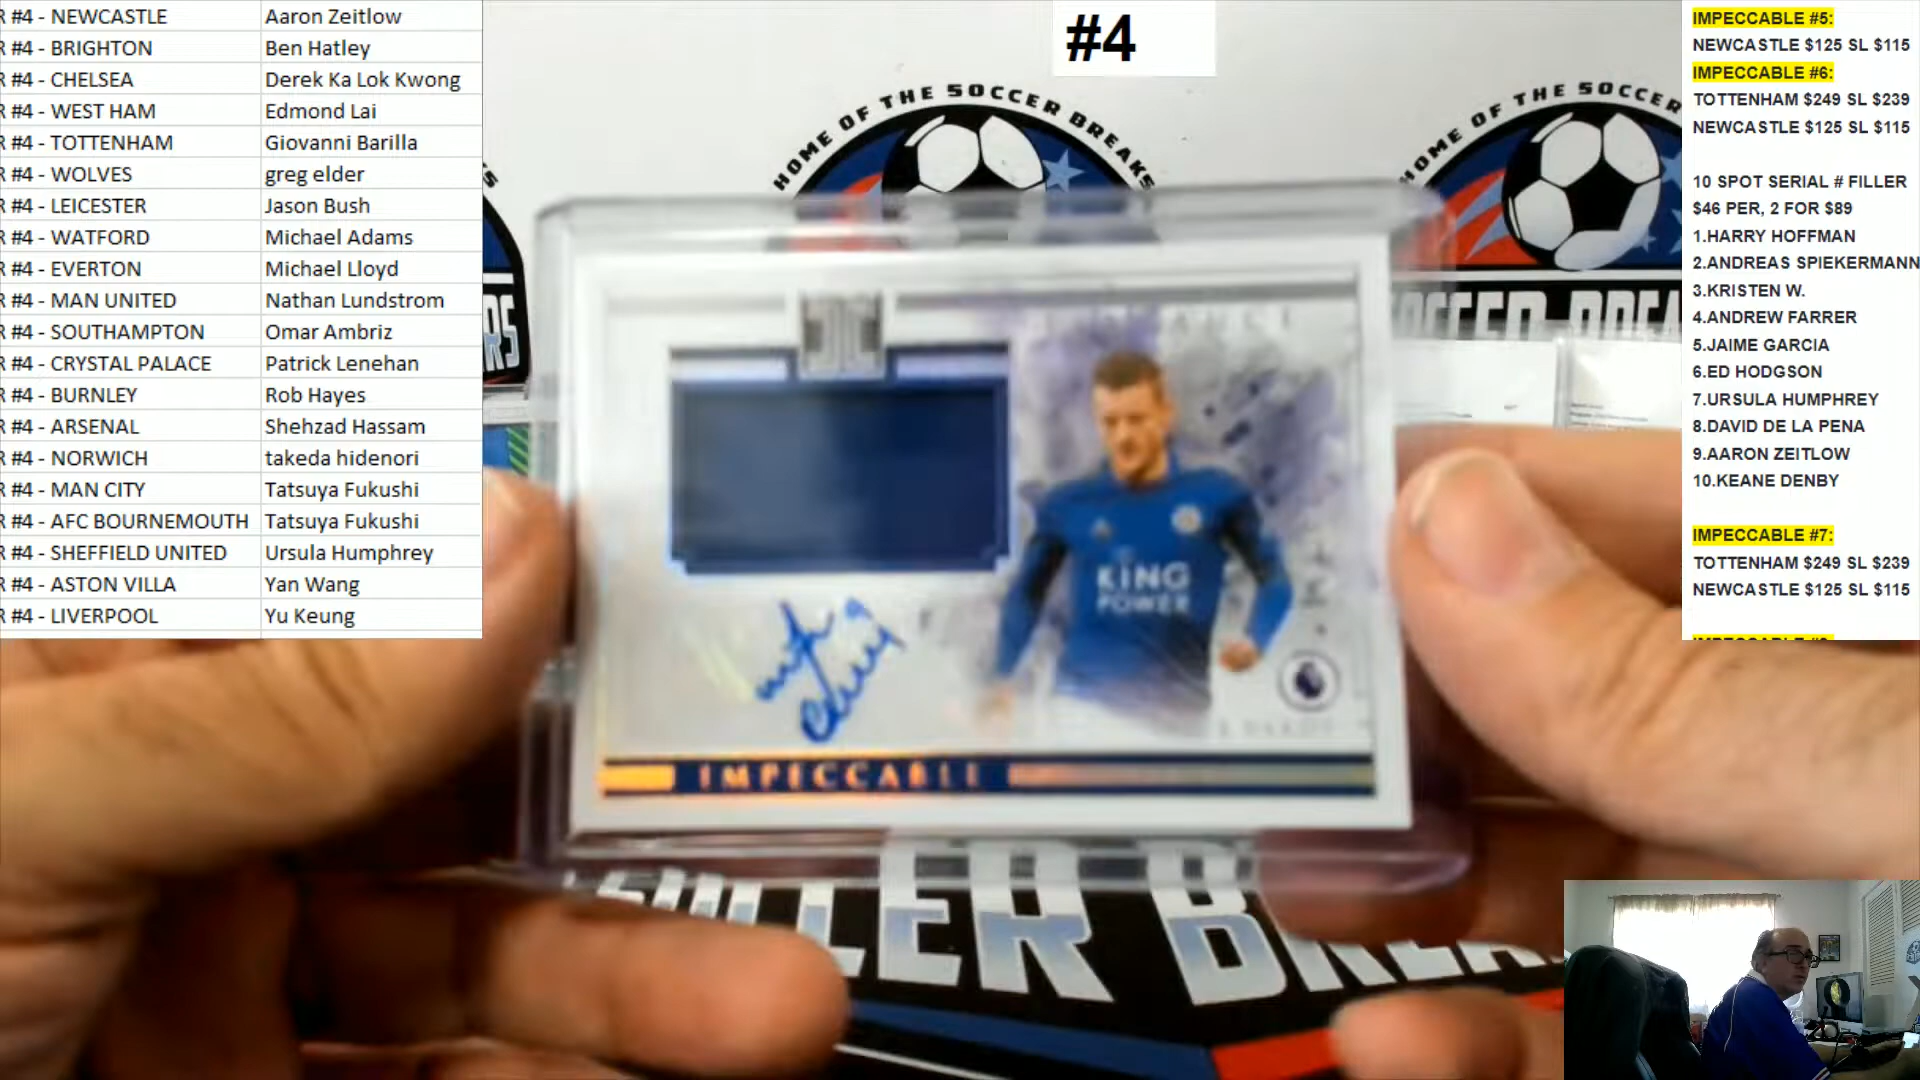 R #4 - NEWCASTLE Aaron Zeitlow
R #4 - BRIGHTON Ben Hatley
R #4 - CHELSEA Derek Ka Lok Kwong
R #4 - WEST HAM Edmond Lai
R #4 - TOTTENHAM Giovanni Barilla
R #4 - WOLVES greg elder
R #4 - LEICESTER Jason Bush
R #4 - WATFORD Michael Adams
R #4 - EVERTON Michael Lloyd
R #4 - MAN UNITED Nathan Lundstrom
R #4 - SOUTHAMPTON Omar Ambriz
R #4 - CRYSTAL PALACE Patrick Lenehan
R #4 - BURNLEY Rob Hayes
R #4 - ARSENAL Shehzad Hassam
R #4 - NORWICH takeda hidenori
R #4 - MAN CITY Tatsuya Fukushi
R #4 - AFC BOURNEMOUTH Tatsuya Fukushi
R #4 - SHEFFIELD UNITED Ursula Humphrey
R #4 - ASTON VILLA Yan Wang
R #4 - LIVERPOOL Yu Keung
#4
HOME OF THE SOCCER BREAKS
HOME OF THE SOCCER
KING
POWER
IMPECCABLE
SOCCER BREA
IMPECCABLE #5:
NEWCASTLE $125 SL $115
IMPECCABLE #6:
TOTTENHAM $249 SL $239
NEWCASTLE $125 SL $115
10 SPOT SERIAL # FILLER
$46 PER, 2 FOR $89
1.HARRY HOFFMAN
2.ANDREAS SPIEKERMANN
3.KRISTEN W.
4.ANDREW FARRER
5.JAIME GARCIA
6.ED HODGSON
7.URSULA HUMPHREY
8.DAVID DE LA PENA
9.AARON ZEITLOW
10.KEANE DENBY
IMPECCABLE #7:
TOTTENHAM $249 SL $239
NEWCASTLE $125 SL $115